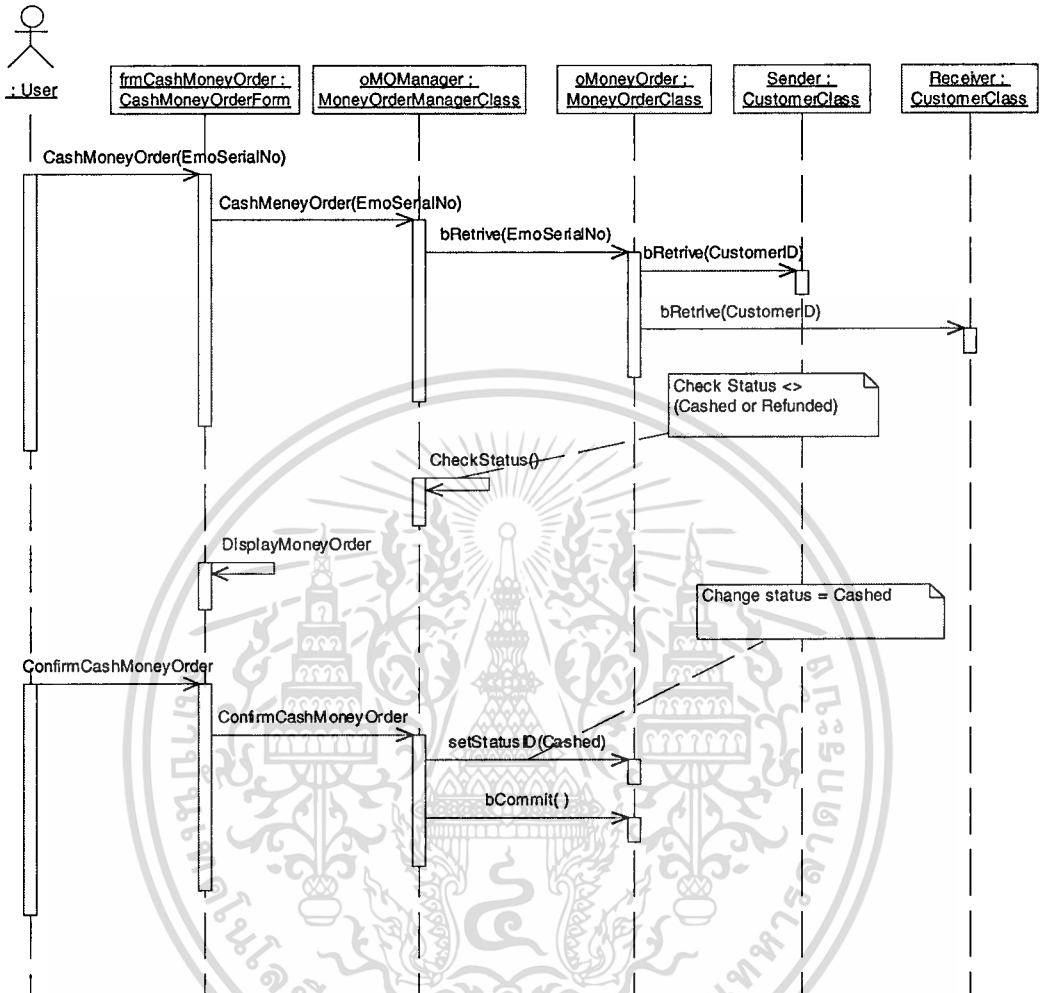 : User
frmCashMoneyOrder :
CashMoneyOrderForm
oMOManager :
MoneyOrderManagerClass
oMoneyOrder :
MoneyOrderClass
Sender :
CustomerClass
Receiver :
CustomerClass
CashMoneyOrder(EmoSerialNo)
CashMeneyOrder(EmoSerialNo)
bRetrive(EmoSerialNo)
bRetrive(CustomerID)
bRetrive(CustomerID)
Check Status <>
(Cashed or Refunded)
CheckStatus()
DisplayMoneyOrder
Change status = Cashed
ConfirmCashMoneyOrder
ConfirmCashMoneyOrder
setStatusID(Cashed)
bCommit( )